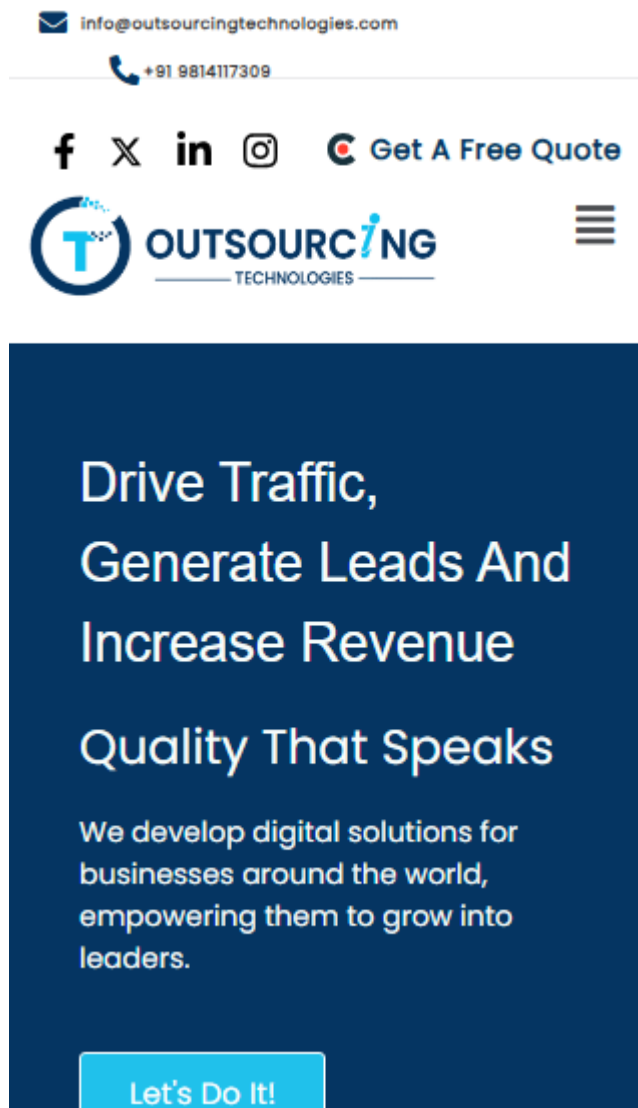 info@outsourcingtechnologies.com
+91 9814117309
Get A Free Quote
OUTSOURCiNG
TECHNOLOGIES
Drive Traffic,
Generate Leads And
Increase Revenue
Quality That Speaks
We develop digital solutions for
businesses around the world,
empowering them to grow into
leaders.
Let's Do It!